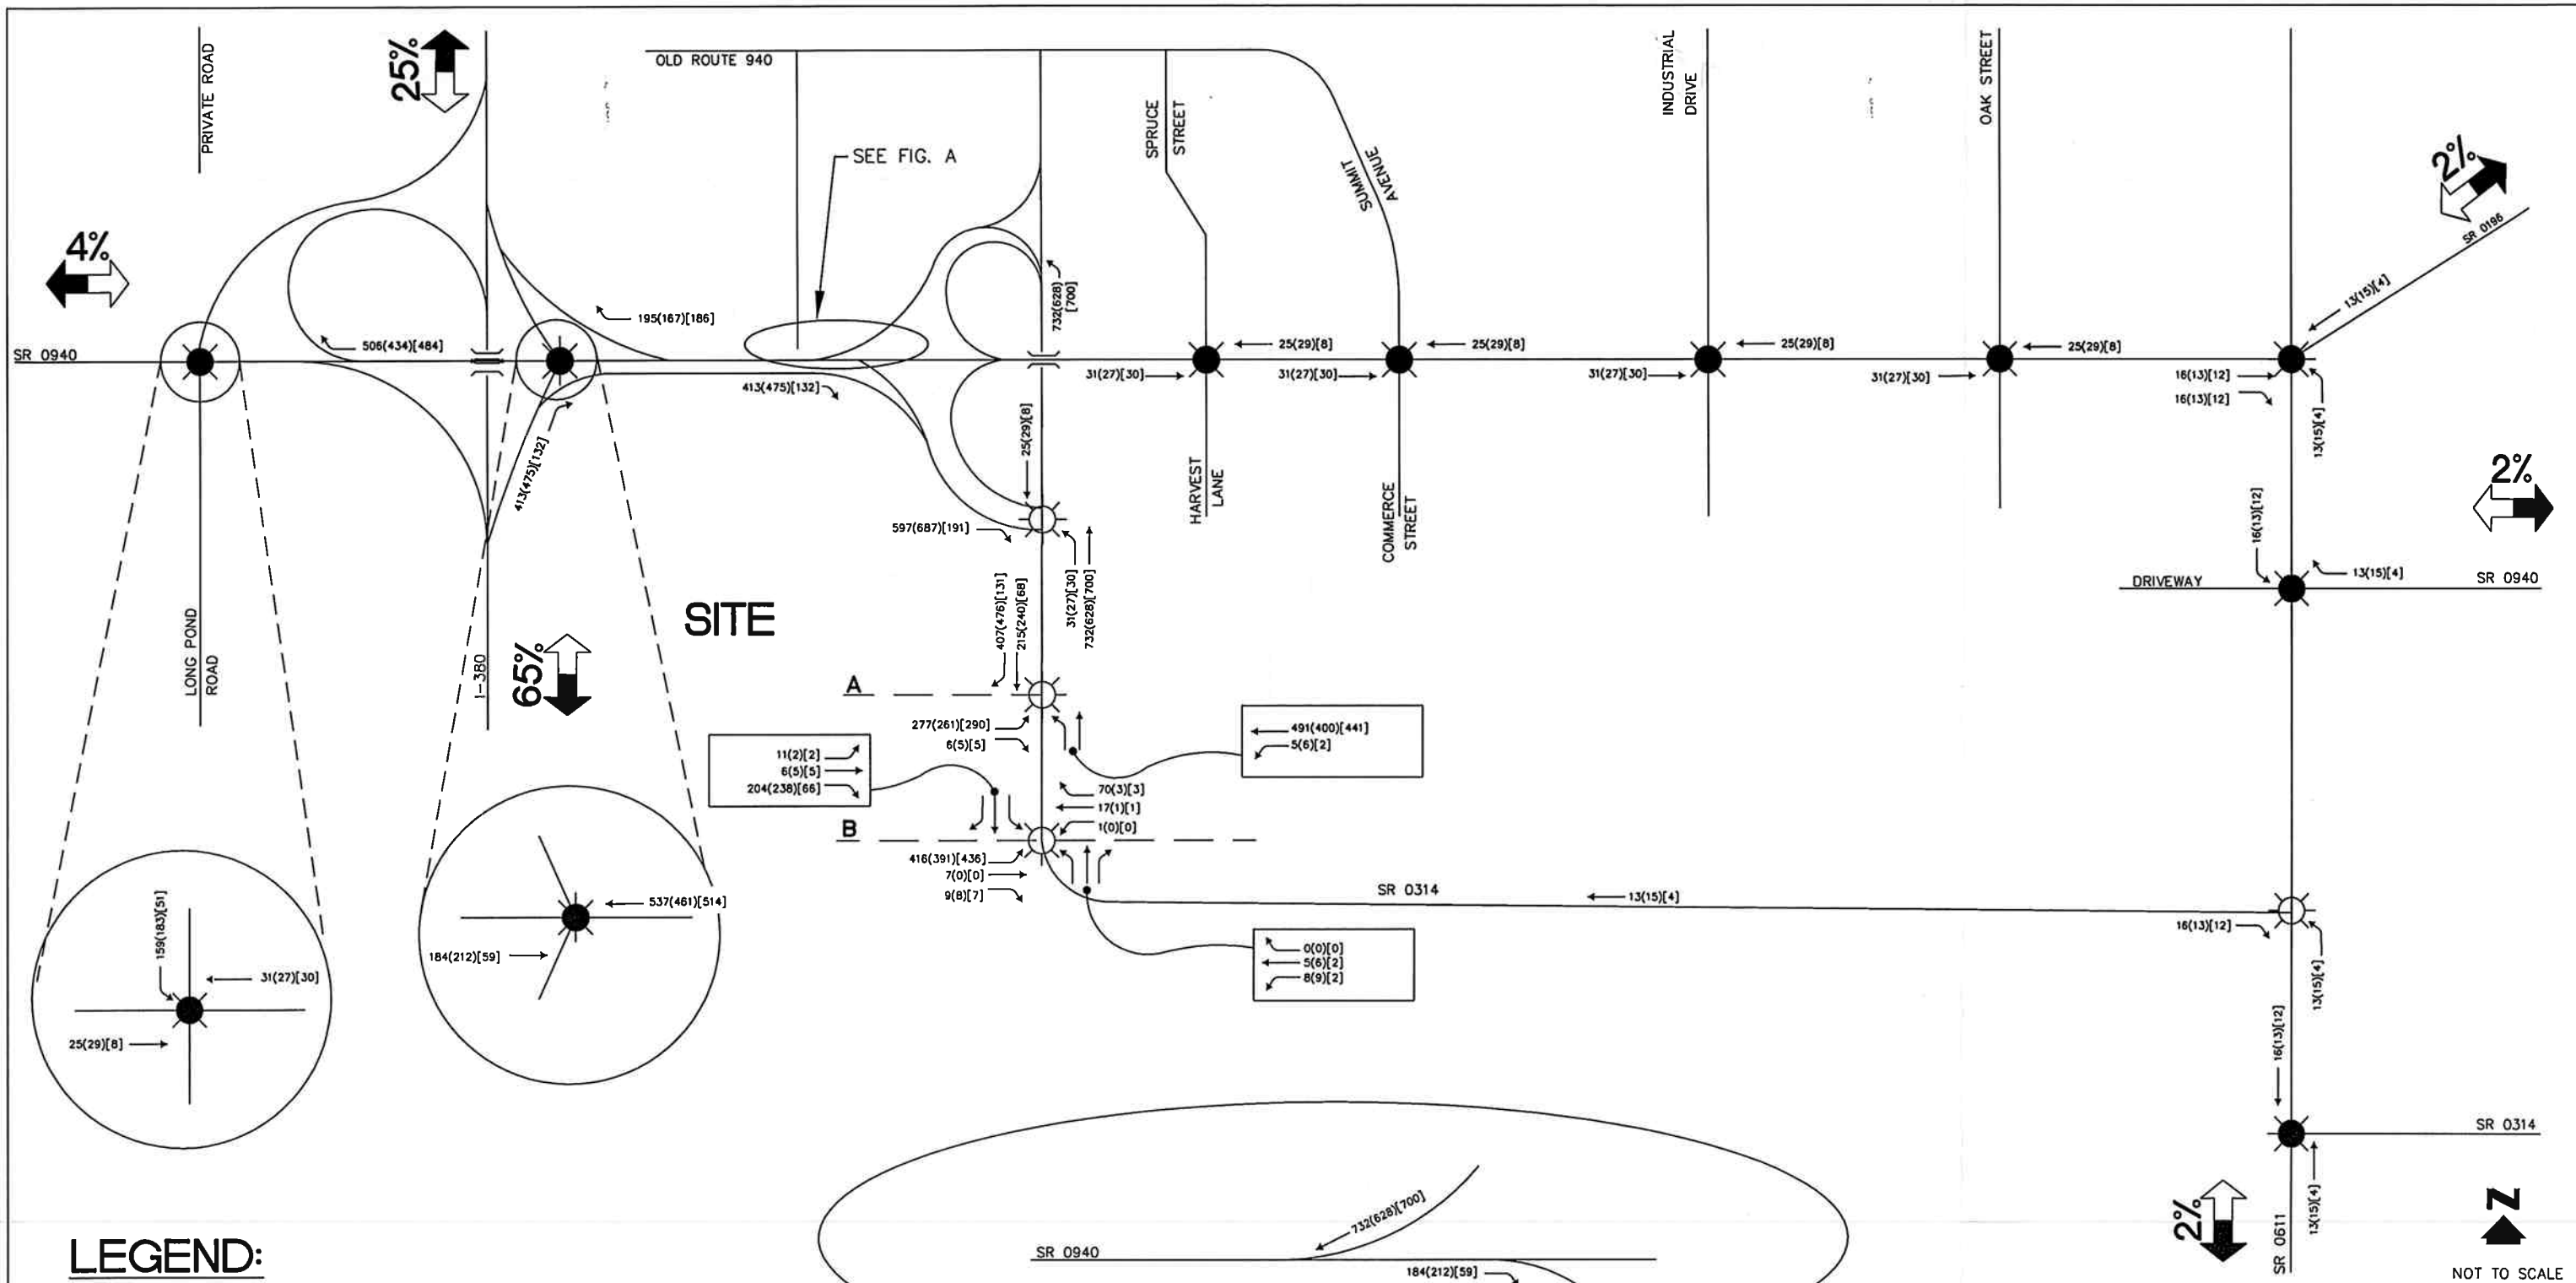 PRIVATE ROAD
25%
OLD ROUTE 940
SEE FIG. A
SPRUCE
STREET
SUMMIT
AVENUE
INDUSTRIAL
DRIVE
OAK STREET
2%
SR 0196
13(15)[4]
4%
SR 0940
506(434)[484]
195(167)[186]
732(628)
[700]
413(475)[132]
413(475)[132]
25(29)[8]
25(29)[8]
25(29)[8]
25(29)[8]
31(27)[30]
31(27)[30]
31(27)[30]
31(27)[30]
16(13)[12]
16(13)[12]
13(15)[4]
25(29)[8]
HARVEST
LANE
COMMERCE
STREET
2%
597(687)[191]
31(27)[30]
732(628)[700]
407(476)[131]
215(240)[68]
16(13)[12]
DRIVEWAY
13(15)[4]
SR 0940
LONG POND
ROAD
I-380
65%
SITE
A
277(261)[290]
6(5)[5]
491(400)[441]
5(6)[2]
11(2)[2]
6(5)[5]
204(238)[66]
70(3)[3]
17(1)[1]
1(0)[0]
B
416(391)[436]
7(0)[0]
9(8)[7]
SR 0314
13(15)[4]
16(13)[12]
13(15)[4]
0(0)[0]
5(6)[2]
8(9)[2]
159(183)[51]
31(27)[30]
25(29)[8]
537(461)[514]
184(212)[59]
16(13)[12]
SR 0314
13(15)[4]
2%
SR 0611
N
NOT TO SCALE
LEGEND:
SR 0940
732(628)[700]
184(212)[59]